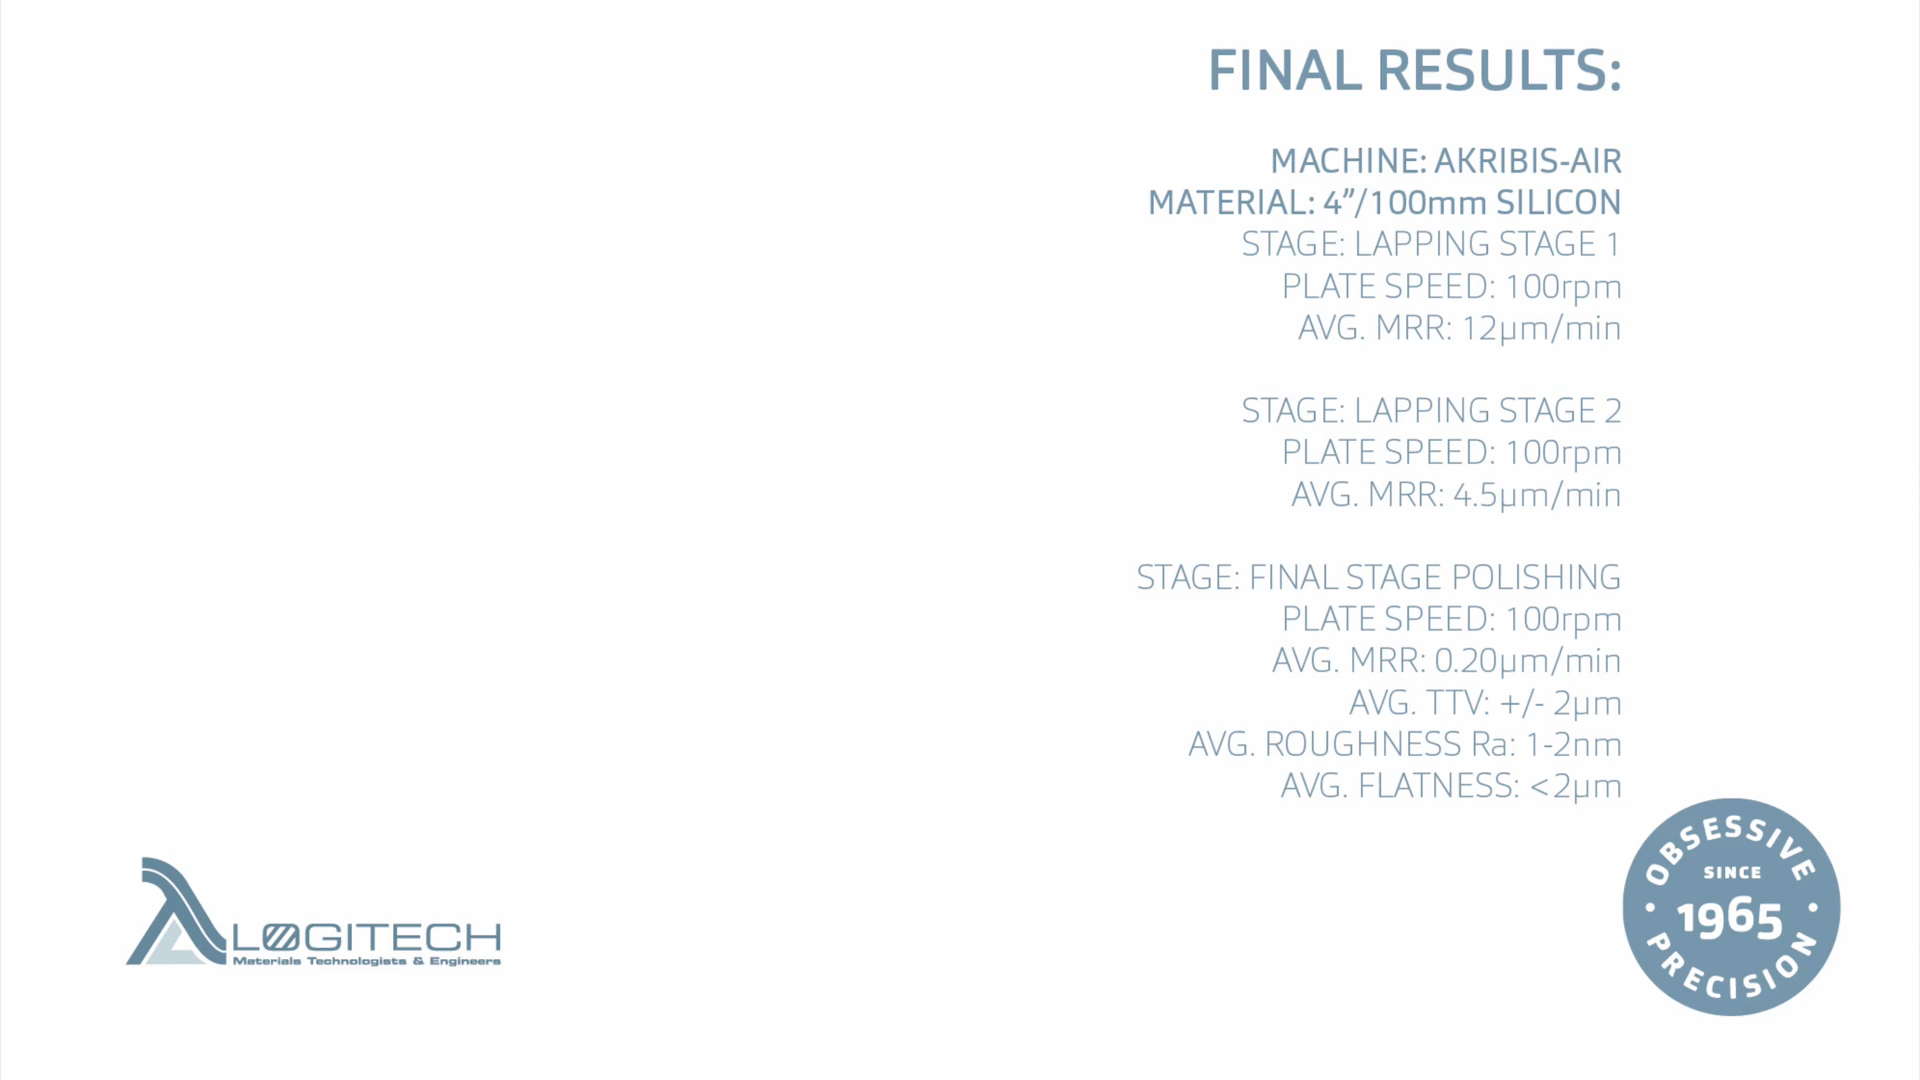 FINAL RESULTS:
MACHINE: AKRIBIS-AIR
MATERIAL: 4”/100mm SILICON
STAGE: LAPPING STAGE 1
PLATE SPEED: 100rpm
AVG. MRR: 12µm/min
STAGE: LAPPING STAGE 2
PLATE SPEED: 100rpm
AVG. MRR: 4.5µm/min
STAGE: FINAL STAGE POLISHING
PLATE SPEED: 100rpm
AVG. MRR: 0.20µm/min
AVG. TTV: +/- 2µm
AVG. ROUGHNESS Ra: 1-2nm
AVG. FLATNESS: <2µm
LOGITECH
Materials Technologists & Engineers
OBSESSIVE
SINCE
1965
PRECISION